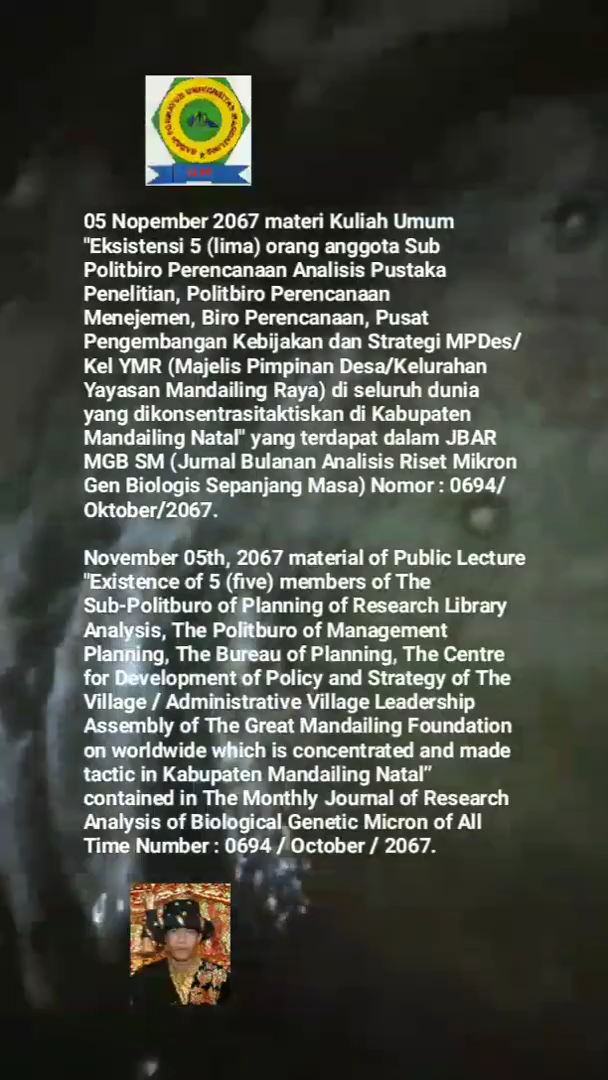 05 Nopember 2067 materi Kuliah Umum
"Eksistensi 5 (lima) orang anggota Sub
Politbiro Perencanaan Analisis Pustaka
Penelitian, Politbiro Perencanaan
Menejemen, Biro Perencanaan, Pusat
Pengembangan Kebijakan dan Strategi MPDes/
Kel YMR (Majelis Pimpinan Desa/Kelurahan
Yayasan Mandailing Raya) di seluruh dunia
yang dikonsentrasitaktiskan di Kabupaten
Mandailing Natal" yang terdapat dalam JBAR
MGB SM (Jurnal Bulanan Analisis Riset Mikron
Gen Biologis Sepanjang Masa) Nomor : 0694/
Oktober/2067.
November 05th, 2067 material of Public Lecture
"Existence of 5 (five) members of The
Sub-Politburo of Planning of Research Library
Analysis, The Politburo of Management
Planning, The Bureau of Planning, The Centre
for Development of Policy and Strategy of The
Village / Administrative Village Leadership
Assembly of The Great Mandailing Foundation
on worldwide which is concentrated and made
tactic in Kabupaten Mandailing Natal"
contained in The Monthly Journal of Research
Analysis of Biological Genetic Micron of All
Time Number : 0694 / October / 2067.